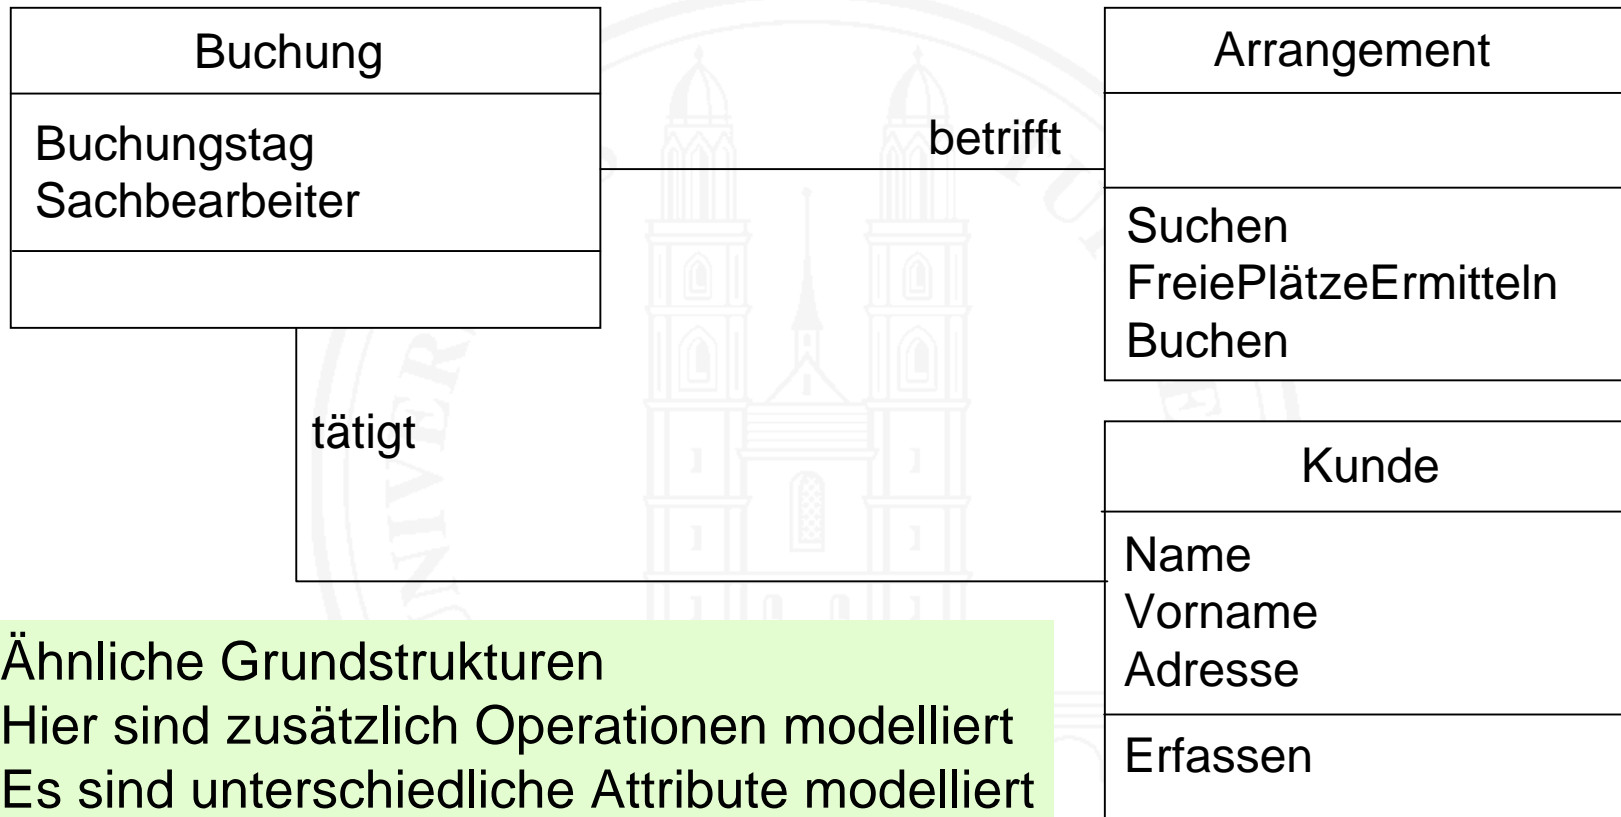 Buchung
Buchungstag
Sachbearbeiter
betrifft
Arrangement
Suchen
FreiePlätzeErmitteln
Buchen
tätigt
Kunde
Name
Vorname
Adresse
Erfassen
Ähnliche Grundstrukturen
Hier sind zusätzlich Operationen modelliert
Es sind unterschiedliche Attribute modelliert